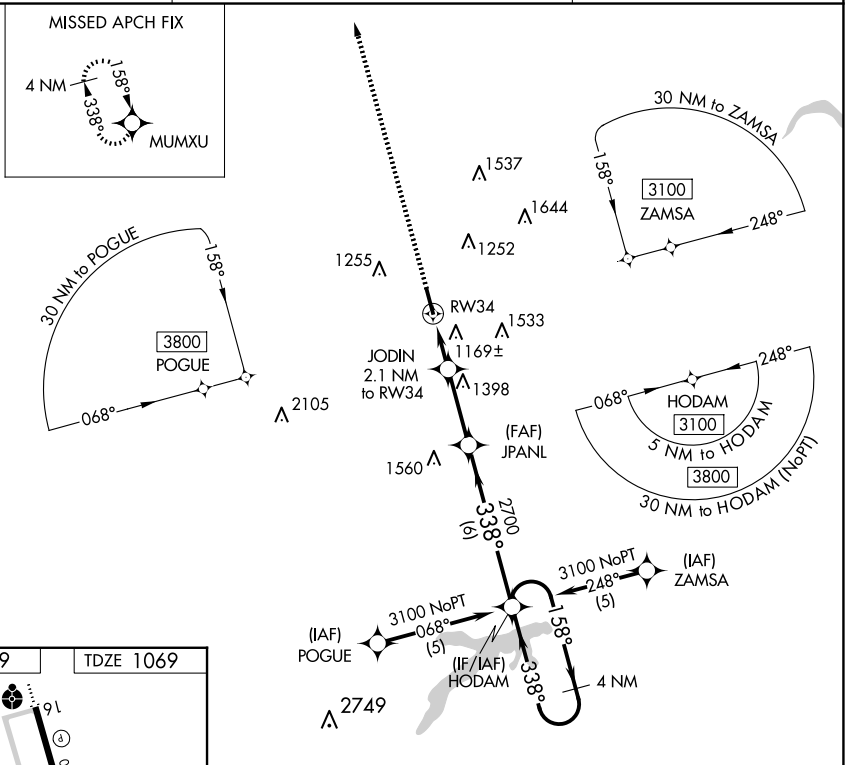 MISSED APCH FIX
4 NM
158°
338°
MUMXU
30 NM to ZAMSA
158°
3100
ZAMSA
248°
1537
1644
1252
1255
30 NM to POGUE
158°
3800
POGUE
068°
RW34
1533
1169±
JODIN
2.1 NM
to RW34
1398
2105
(FAF)
JPANL
1560
248°
068°
HODAM
3100
5 NM to HODAM
3800
30 NM to HODAM (NoPT)
2700
338°
(6)
3100 NoPT
248°
(5)
(IAF)
ZAMSA
3100 NoPT
068°
(5)
(IAF)
POGUE
(IF/IAF)
HODAM
158°
338°
4 NM
2749
9
TDZE 1069
16
P